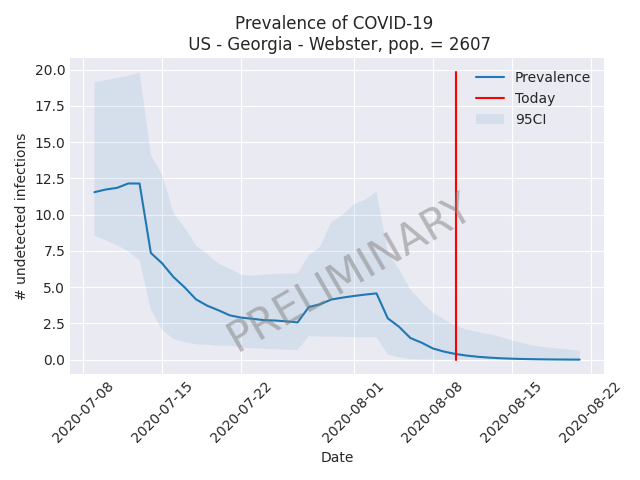 Prevalence of COVID-19
US - Georgia - Webster, pop. = 2607
20.0
17.5
15.0
12.5
10.0
7.5
5.0
2.5
0.0
# undetected infections
Prevalence
Today
95CI
PRELIMINARY
2020-07-08
2020-07-15
2020-07-22
2020-08-01
2020-08-08
2020-08-15
2020-08-22
Date